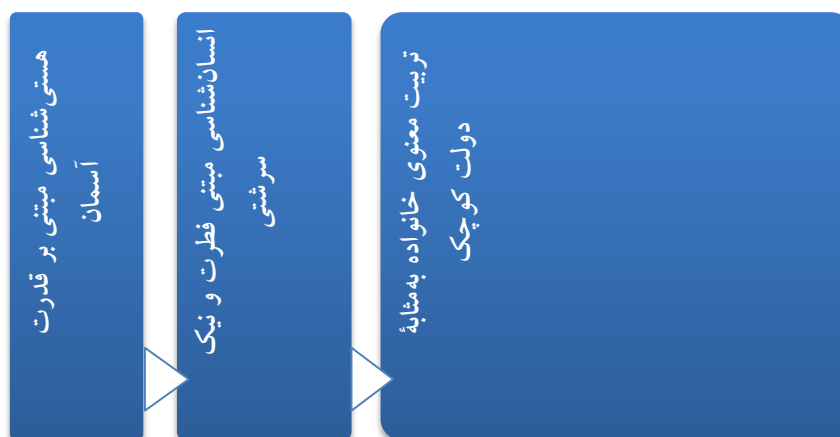 هستی‌شناسی مبتنی بر قدرت
آسمان
انسان‌شناسی مبتنی فطرت و نیک
سرشتی
تربیت معنوی خانواده به‌مثابهٔ
دولت کوچک